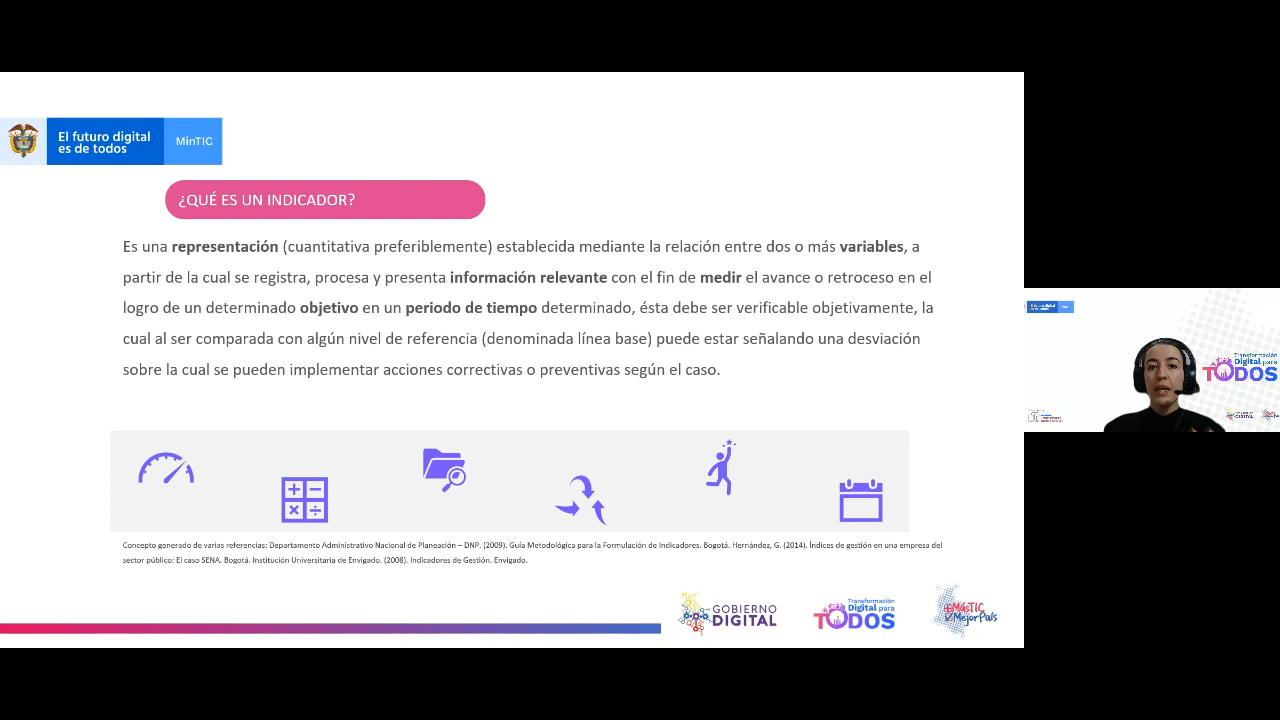 El futuro digital
es de todos
MinTIC
¿QUÉ ES UN INDICADOR?
Es una representación (cuantitativa preferiblemente) establecida mediante la relación entre dos o más variables, a
partir de la cual se registra, procesa y presenta información relevante con el fin de medir el avance o retroceso en el
logro de un determinado objetivo en un periodo de tiempo determinado, ésta debe ser verificable objetivamente, la
cual al ser comparada con algún nivel de referencia (denominada línea base) puede estar señalando una desviación
sobre la cual se pueden implementar acciones correctivas o preventivas según el caso.
Concepto generado de varias referencias: Departamento Administrativo Nacional de Planeación – DNP. (2009). Guía Metodológica para la Formulación de Indicadores. Bogotá. Hernández, G. (2014). Índices de gestión en una empresa del
sector público: El caso SENA. Bogotá. Institución Universitaria de Envigado. (2008). Indicadores de Gestión. Envigado.
GOBIERNO
DIGITAL
Transformación
Digital para
TODOS
+MásTIC
MejorPaís
Transformación
Digital para
TODOS